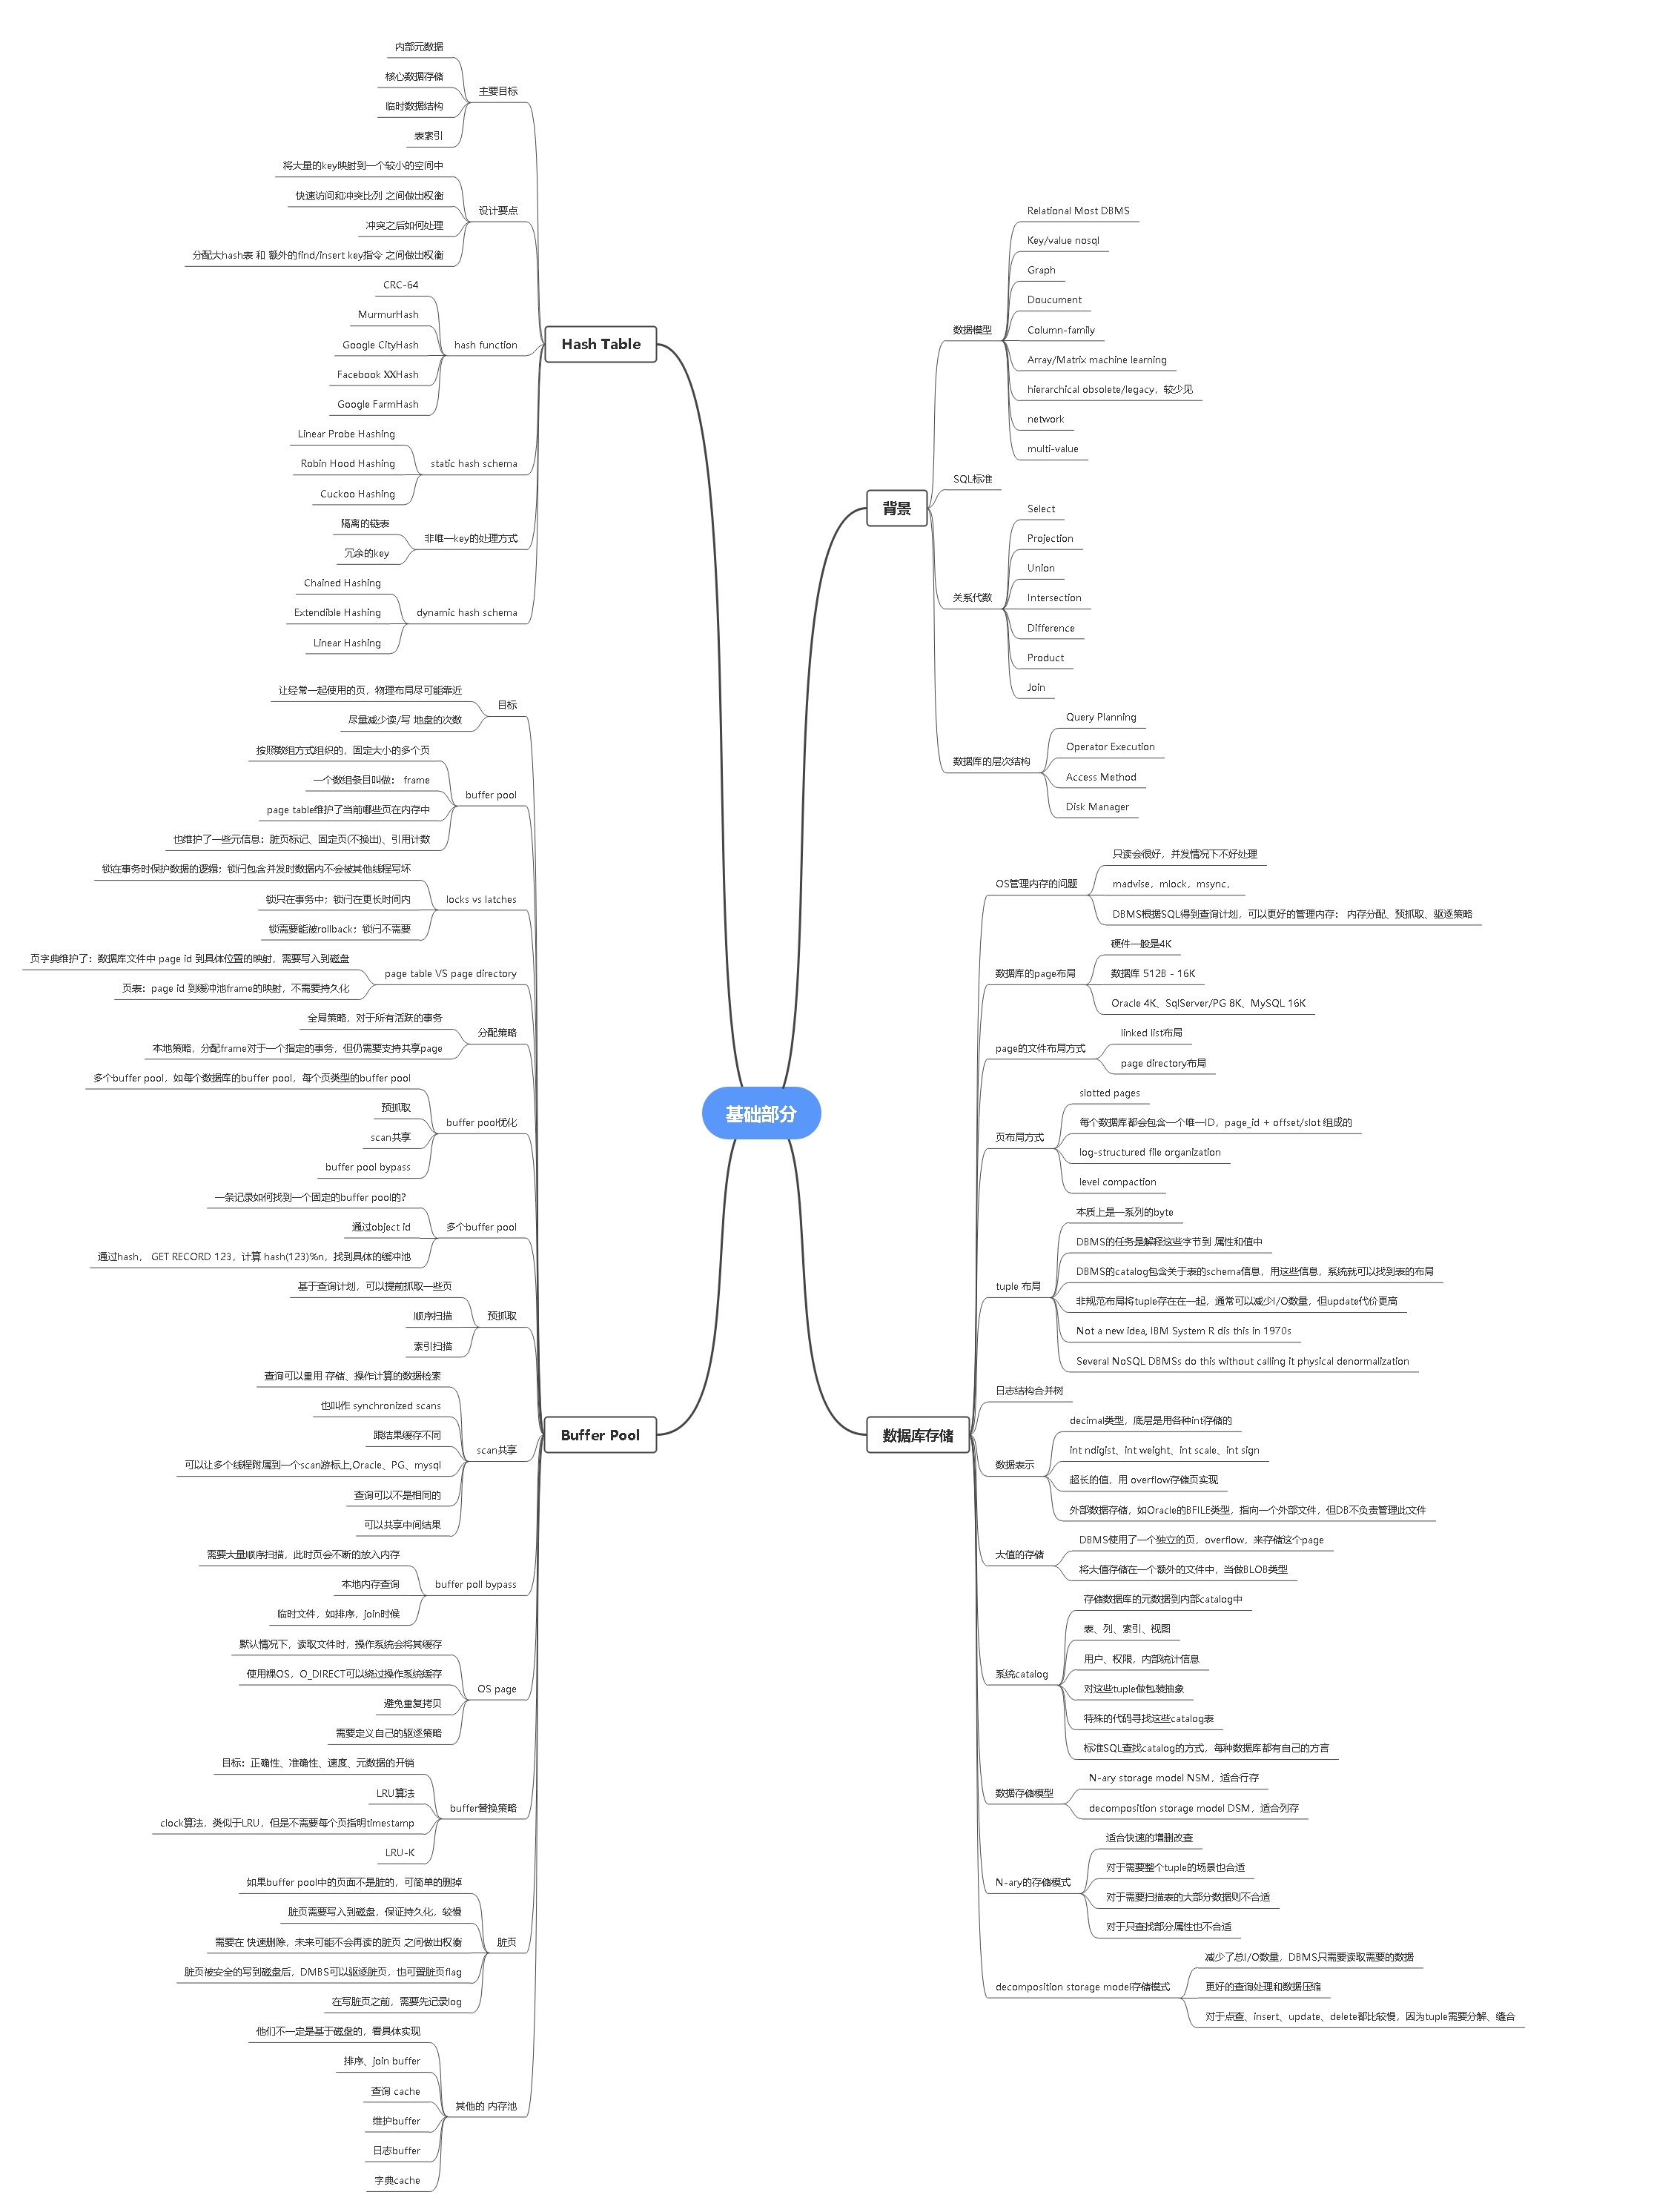 基础部分
背景
数据模型
Relational Most DBMS
Key/value nosql
Graph
Doucument
Column-family
Array/Matrix machine learning
hierarchical obsolete/legacy，较少见
network
multi-value
SQL标准
关系代数
Select
Projection
Union
Intersection
Difference
Product
Join
数据库的层次结构
Query Planning
Operator Execution
Access Method
Disk Manager
数据库存储
OS管理内存的问题
只读会很好，并发情况下不好处理
madvise，mlock，msync，
DBMS根据SQL得到查询计划，可以更好的管理内存： 内存分配、预抓取、驱逐策略
数据库的page布局
硬件一般是4K
数据库 512B - 16K
Oracle 4K、SqlServer/PG 8K、MySQL 16K
page的文件布局方式
linked list布局
page directory布局
页布局方式
slotted pages
每个数据库都会包含一个唯一ID，page_id + offset/slot 组成的
log-structured file organization
level compaction
tuple 布局
本质上是一系列的byte
DBMS的任务是解释这些字节到 属性和值中
DBMS的catalog包含关于表的schema信息，用这些信息，系统就可以找到表的布局
非规范布局将tuple存在在一起，通常可以减少I/O数量，但update代价更高
Not a new idea, IBM System R dis this in 1970s
Several NoSQL DBMSs do this without calling it physical denormalization
日志结构合并树
数据表示
decimal类型，底层是用各种int存储的
int ndigist、int weight、int scale、int sign
超长的值，用 overflow存储页实现
外部数据存储，如Oracle的BFILE类型，指向一个外部文件，但DB不负责管理此文件
大值的存储
DBMS使用了一个独立的页，overflow，来存储这个page
将大值存储在一个额外的文件中，当做BLOB类型
系统catalog
存储数据库的元数据到内部catalog中
表、列、索引、视图
用户、权限，内部统计信息
对这些tuple做包装抽象
特殊的代码寻找这些catalog表
标准SQL查找catalog的方式，每种数据库都有自己的方言
数据存储模型
N-ary storage model NSM，适合行存
decomposition storage model DSM，适合列存
N-ary的存储模式
适合快速的增删改查
对于需要整个tuple的场景也合适
对于需要扫描表的大部分数据则不合适
对于只查找部分属性也不合适
decomposition storage model存储模式
减少了总I/O数量，DBMS只需要读取需要的数据
更好的查询处理和数据压缩
对于点查、insert、update、delete都比较慢，因为tuple需要分解、缝合
Hash Table
主要目标
内部元数据
核心数据存储
临时数据结构
表索引
设计要点
将大量的key映射到一个较小的空间中
快速访问和冲突比列 之间做出权衡
冲突之后如何处理
分配大hash表 和 额外的find/insert key指令 之间做出权衡
hash function
CRC-64
MurmurHash
Google CityHash
Facebook XXHash
Google FarmHash
static hash schema
Linear Probe Hashing
Robin Hood Hashing
Cuckoo Hashing
非唯一key的处理方式
隔离的链表
冗余的key
dynamic hash schema
Chained Hashing
Extendible Hashing
Linear Hashing
Buffer Pool
目标
让经常一起使用的页，物理布局尽可能靠近
尽量减少读/写 地盘的次数
buffer pool
按照数组方式组织的，固定大小的多个页
一个数组条目叫做： frame
page table维护了当前哪些页在内存中
也维护了一些元信息：脏页标记、固定页(不换出)、引用计数
locks vs latches
锁在事务时保护数据的逻辑；锁闩包含并发时数据内不会被其他线程写坏
锁只在事务中；锁闩在更长时间内
锁需要能被rollback；锁闩不需要
page table VS page directory
页字典维护了：数据库文件中 page id 到具体位置的映射，需要写入到磁盘
页表：page id 到缓冲池frame的映射，不需要持久化
分配策略
全局策略，对于所有活跃的事务
本地策略，分配frame对于一个指定的事务，但仍需要支持共享page
buffer pool优化
多个buffer pool，如每个数据库的buffer pool，每个页类型的buffer pool
预抓取
scan共享
buffer pool bypass
多个buffer pool
一条记录如何找到一个固定的buffer pool的？
通过object id
通过hash， GET RECORD 123，计算 hash(123)%n，找到具体的缓冲池
预抓取
基于查询计划，可以提前抓取一些页
顺序扫描
索引扫描
scan共享
查询可以重用 存储、操作计算的数据检索
也叫作 synchronized scans
跟结果缓存不同
可以让多个线程附属到一个scan游标上,Oracle、PG、mysql
查询可以不是相同的
可以共享中间结果
buffer poll bypass
需要大量顺序扫描，此时页会不断的放入内存
本地内存查询
临时文件，如排序，join时候
OS page
默认情况下，读取文件时，操作系统会将其缓存
使用裸OS，O_DIRECT可以绕过操作系统缓存
避免重复拷贝
需要定义自己的驱逐策略
buffer替换策略
目标：正确性、准确性、速度、元数据的开销
LRU算法
clock算法，类似于LRU，但是不需要每个页指明timestamp
LRU-K
脏页
如果buffer pool中的页面不是脏的，可简单的删掉
脏页需要写入到磁盘，保证持久化，较慢
需要在 快速删除，未来可能不会再读的脏页 之间做出权衡
脏页被安全的写到磁盘后，DMBS可以驱逐脏页，也可置脏页flag
在写脏页之前，需要先记录log
其他的 内存池
他们不一定是基于磁盘的，看具体实现
排序、join buffer
查询 cache
维护buffer
日志buffer
字典cache